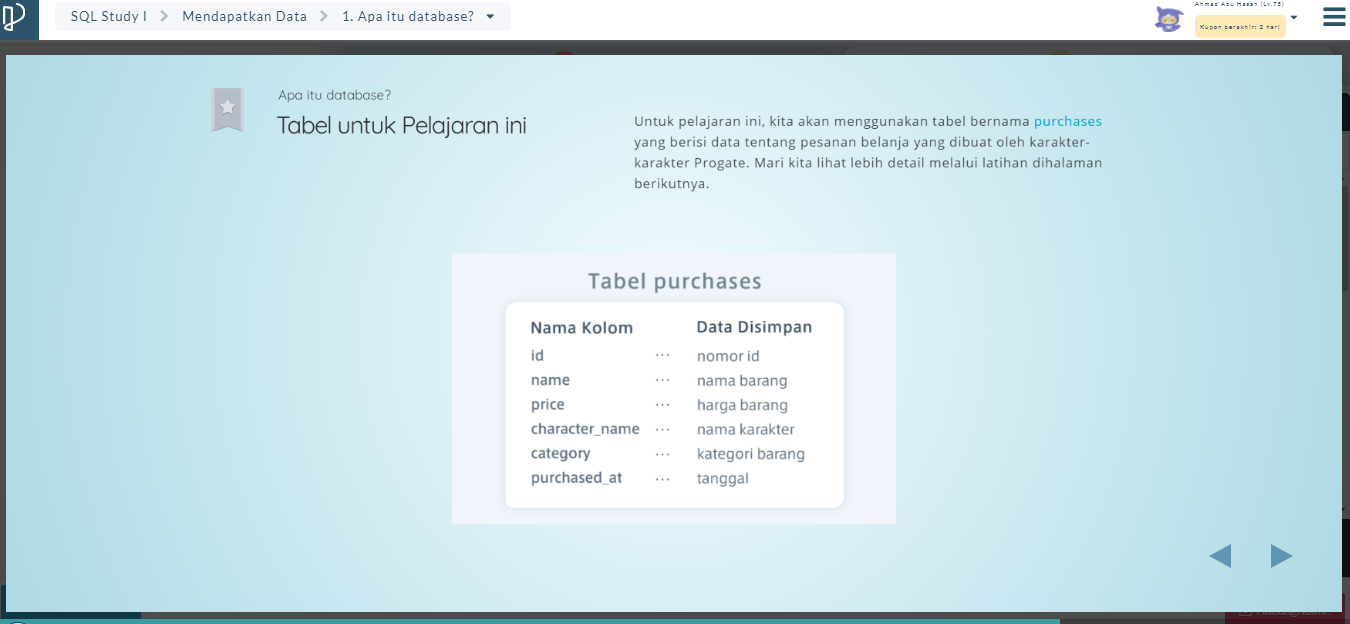 SQL Study I
Mendapatkan Data
1. Apa itu database?
Ahmad Abu Hasan (Lv.75)
Kupon berakhir: 2 hari
Apa itu database?
Tabel untuk Pelajaran ini
Untuk pelajaran ini, kita akan menggunakan tabel bernama purchases
yang berisi data tentang pesanan belanja yang dibuat oleh karakter-
karakter Progate. Mari kita lihat lebih detail melalui latihan dihalaman
berikutnya.
Tabel purchases
Nama Kolom Data Disimpan
id ... nomor id
name ... nama barang
price ... harga barang
character_name ... nama karakter
category ... kategori barang
purchased_at ... tanggal